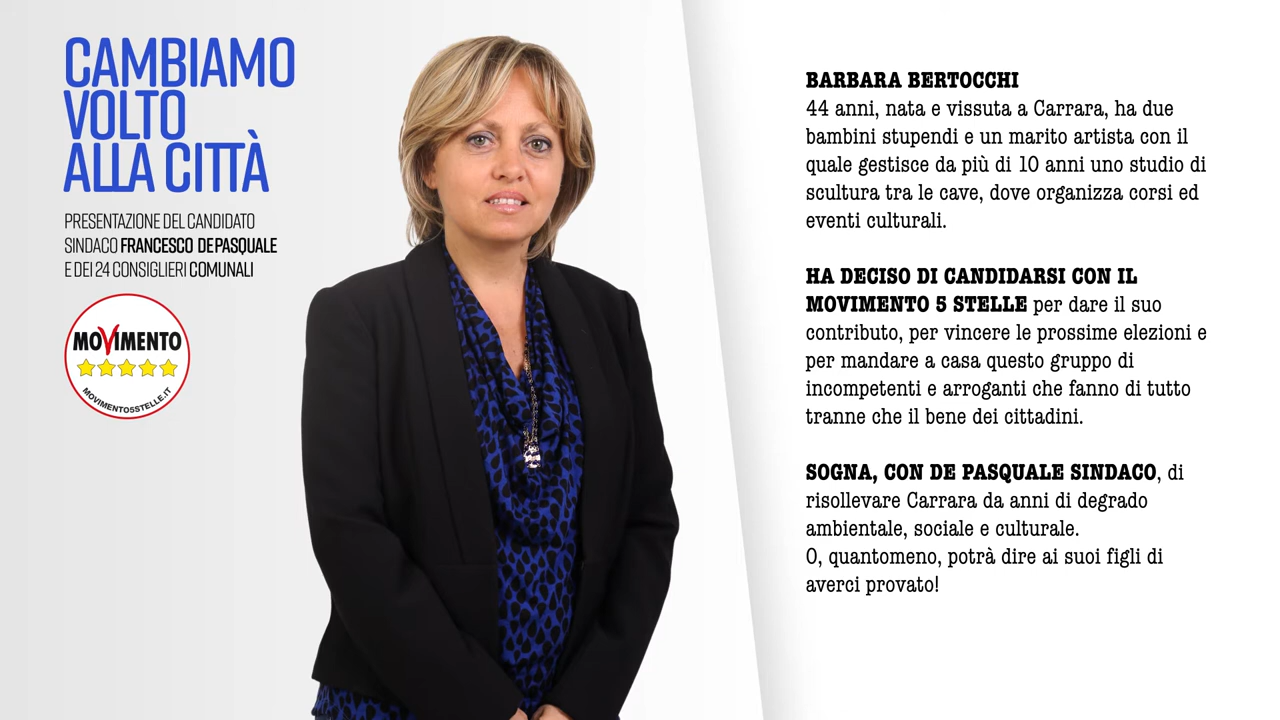 CAMBIAMO
VOLTO
ALLA CITTÀ
PRESENTAZIONE DEL CANDIDATO
SINDACO FRANCESCO DE PASQUALE
E DEI 24 CONSIGLIERI COMUNALI
MOVIMENTO
MOVIMENTO5STELLE.IT
BARBARA BERTOCCHI
44 anni, nata e vissuta a Carrara, ha due
bambini stupendi e un marito artista con il
quale gestisce da più di 10 anni uno studio di
scultura tra le cave, dove organizza corsi ed
eventi culturali.
HA DECISO DI CANDIDARSI CON IL
MOVIMENTO 5 STELLE per dare il suo
contributo, per vincere le prossime elezioni e
per mandare a casa questo gruppo di
incompetenti e arroganti che fanno di tutto
tranne che il bene dei cittadini.
SOGNA, CON DE PASQUALE SINDACO, di
risollevare Carrara da anni di degrado
ambientale, sociale e culturale.
O, quantomeno, potrà dire ai suoi figli di
averci provato!